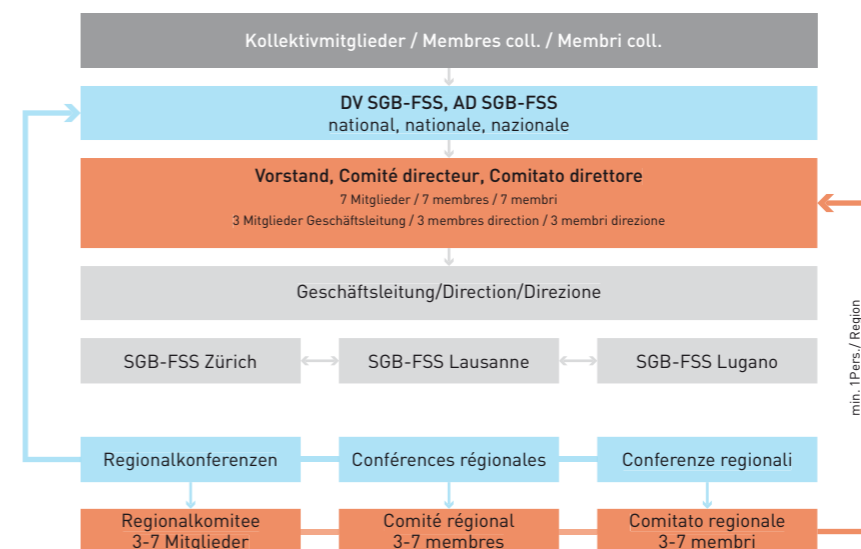 Kollektivmitglieder / Membres coll. / Membri coll.
DV SGB-FSS, AD SGB-FSS
national, nationale, nazionale
Vorstand, Comité directeur, Comitato direttore
7 Mitglieder / 7 membres / 7 membri
3 Mitglieder Geschäftsleitung / 3 membres direction / 3 membri direzione
Geschäftsleitung/Direction/Direzione
min. 1Pers./ Region
SGB-FSS Zürich
SGB-FSS Lausanne
SGB-FSS Lugano
Regionalkonferenzen
Conférences régionales
Conferenze regionali
Regionalkomitee
3-7 Mitglieder
Comité régional
3-7 membres
Comitato regionale
3-7 membri